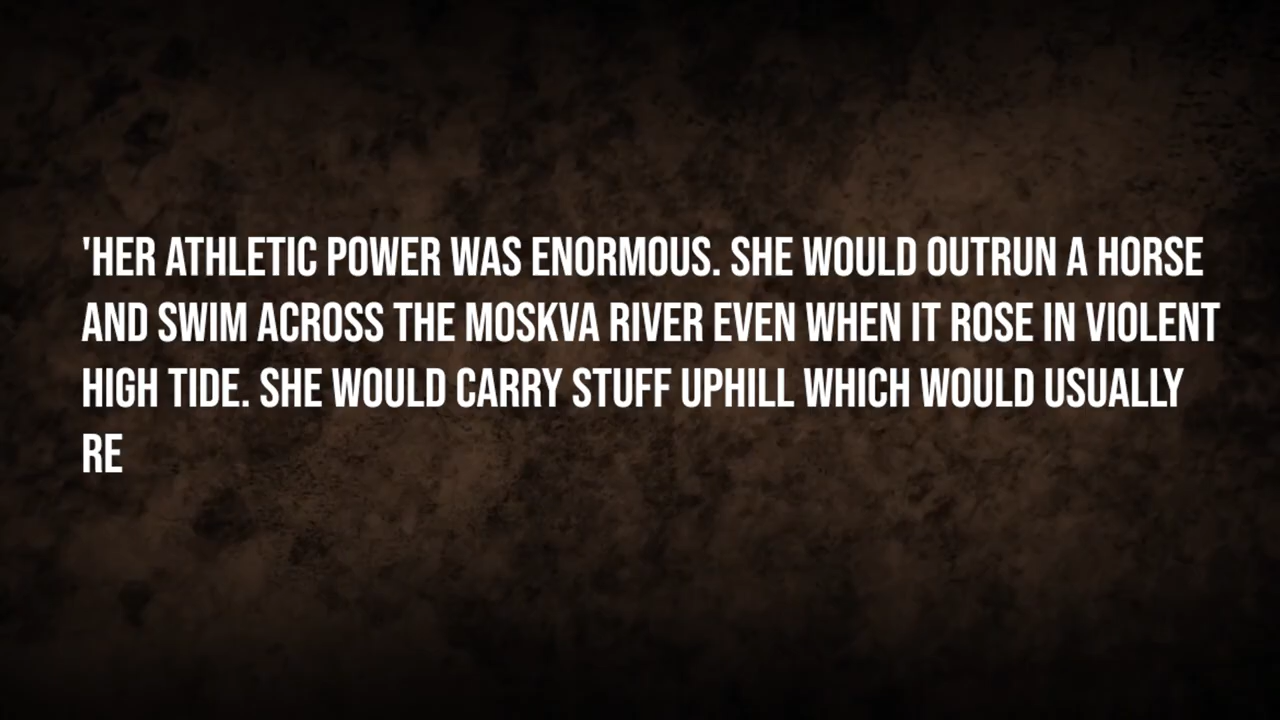 'HER ATHLETIC POWER WAS ENORMOUS. SHE WOULD OUTRUN A HORSE
AND SWIM ACROSS THE MOSKVA RIVER EVEN WHEN IT ROSE IN VIOLENT
HIGH TIDE. SHE WOULD CARRY STUFF UPHILL WHICH WOULD USUALLY
RE